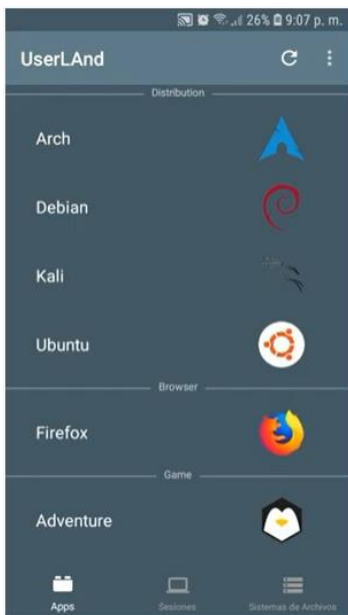 26% 9:07 p. m.
UserLAnd
Distribution
Arch
Debian
Kali
Ubuntu
Browser
Firefox
Game
Adventure
Apps
Sesiones
Sistemas de Archivos